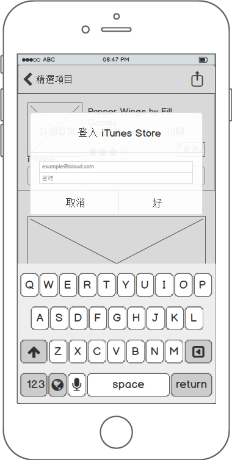 ABC 08:47 PM
精選項目
Pepper Wings by Fill
登入 iTunes Store
example@icloud.com
密碼
取消 好
Q W E R T Y U I O P
A S D F G H J K L
Z X C V B N M
123 space return